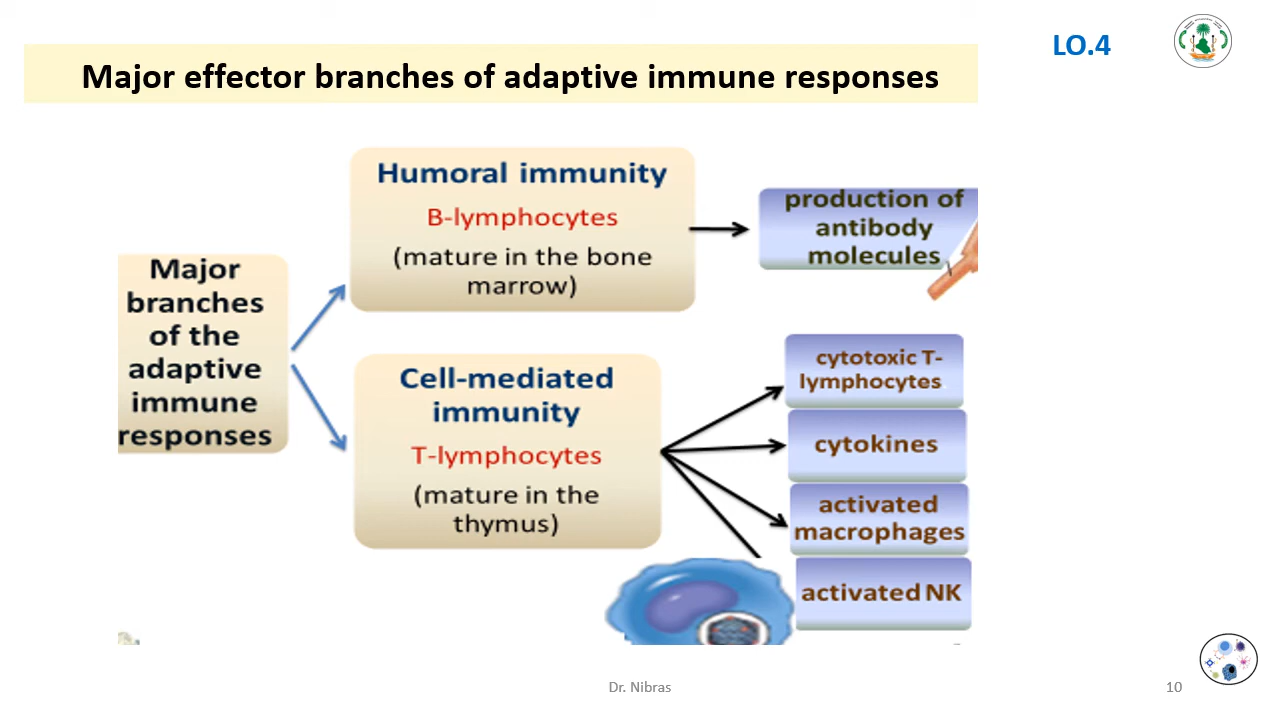 LO.4
Major effector branches of adaptive immune responses
Major
branches
of the
adaptive
immune
responses
Humoral immunity
B-lymphocytes
(mature in the bone
marrow)
production of
antibody
molecules
Cell-mediated
immunity
T-lymphocytes
(mature in the
thymus)
cytotoxic T-
lymphocytes
cytokines
activated
macrophages
activated NK
Dr. Nibras
10